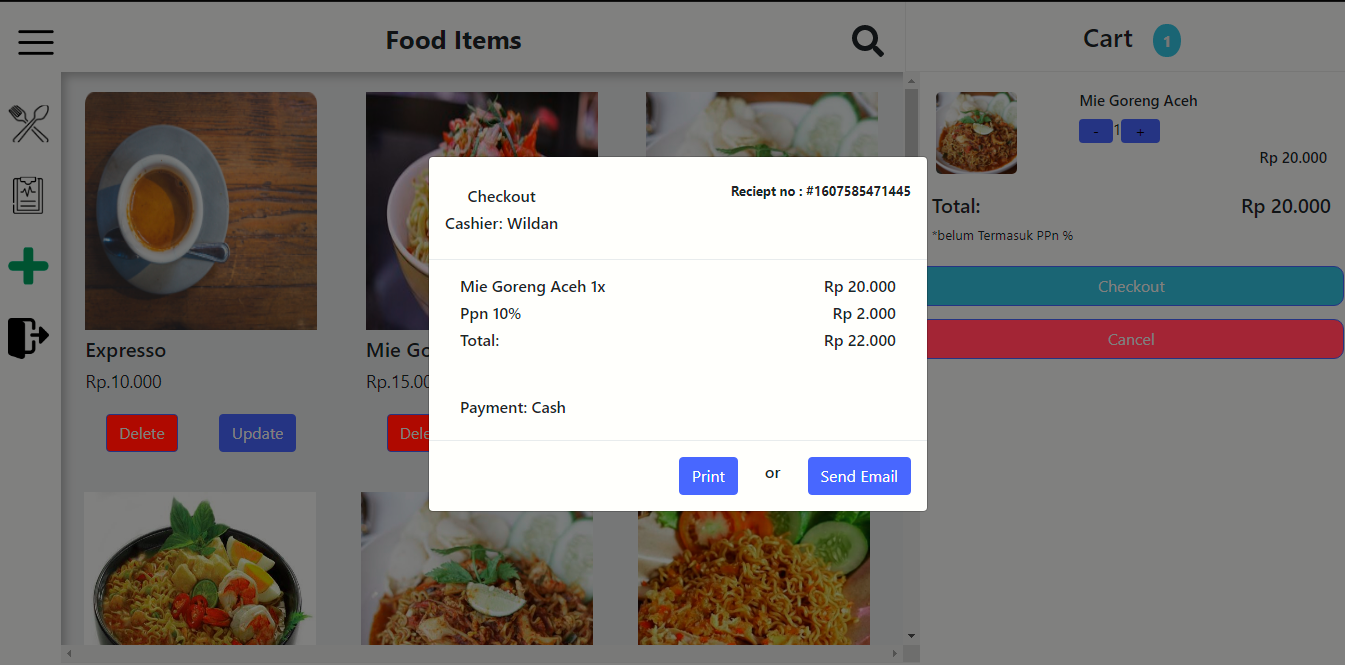 Food Items
Cart 1
Mie Goreng Aceh
- 1 +
Rp 20.000
Total: Rp 20.000
*belum Termasuk PPn %
Checkout
Cancel
Expresso
Rp.10.000
Delete Update
Mie Go
Rp.15.00
Dele
Checkout
Reciept no : #1607585471445
Cashier: Wildan
Mie Goreng Aceh 1x Rp 20.000
Ppn 10% Rp 2.000
Total: Rp 22.000
Payment: Cash
Print or Send Email